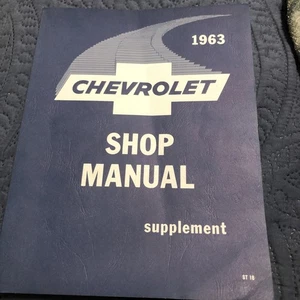 1963
CHEVROLET
SHOP
MANUAL
supplement
ST 18